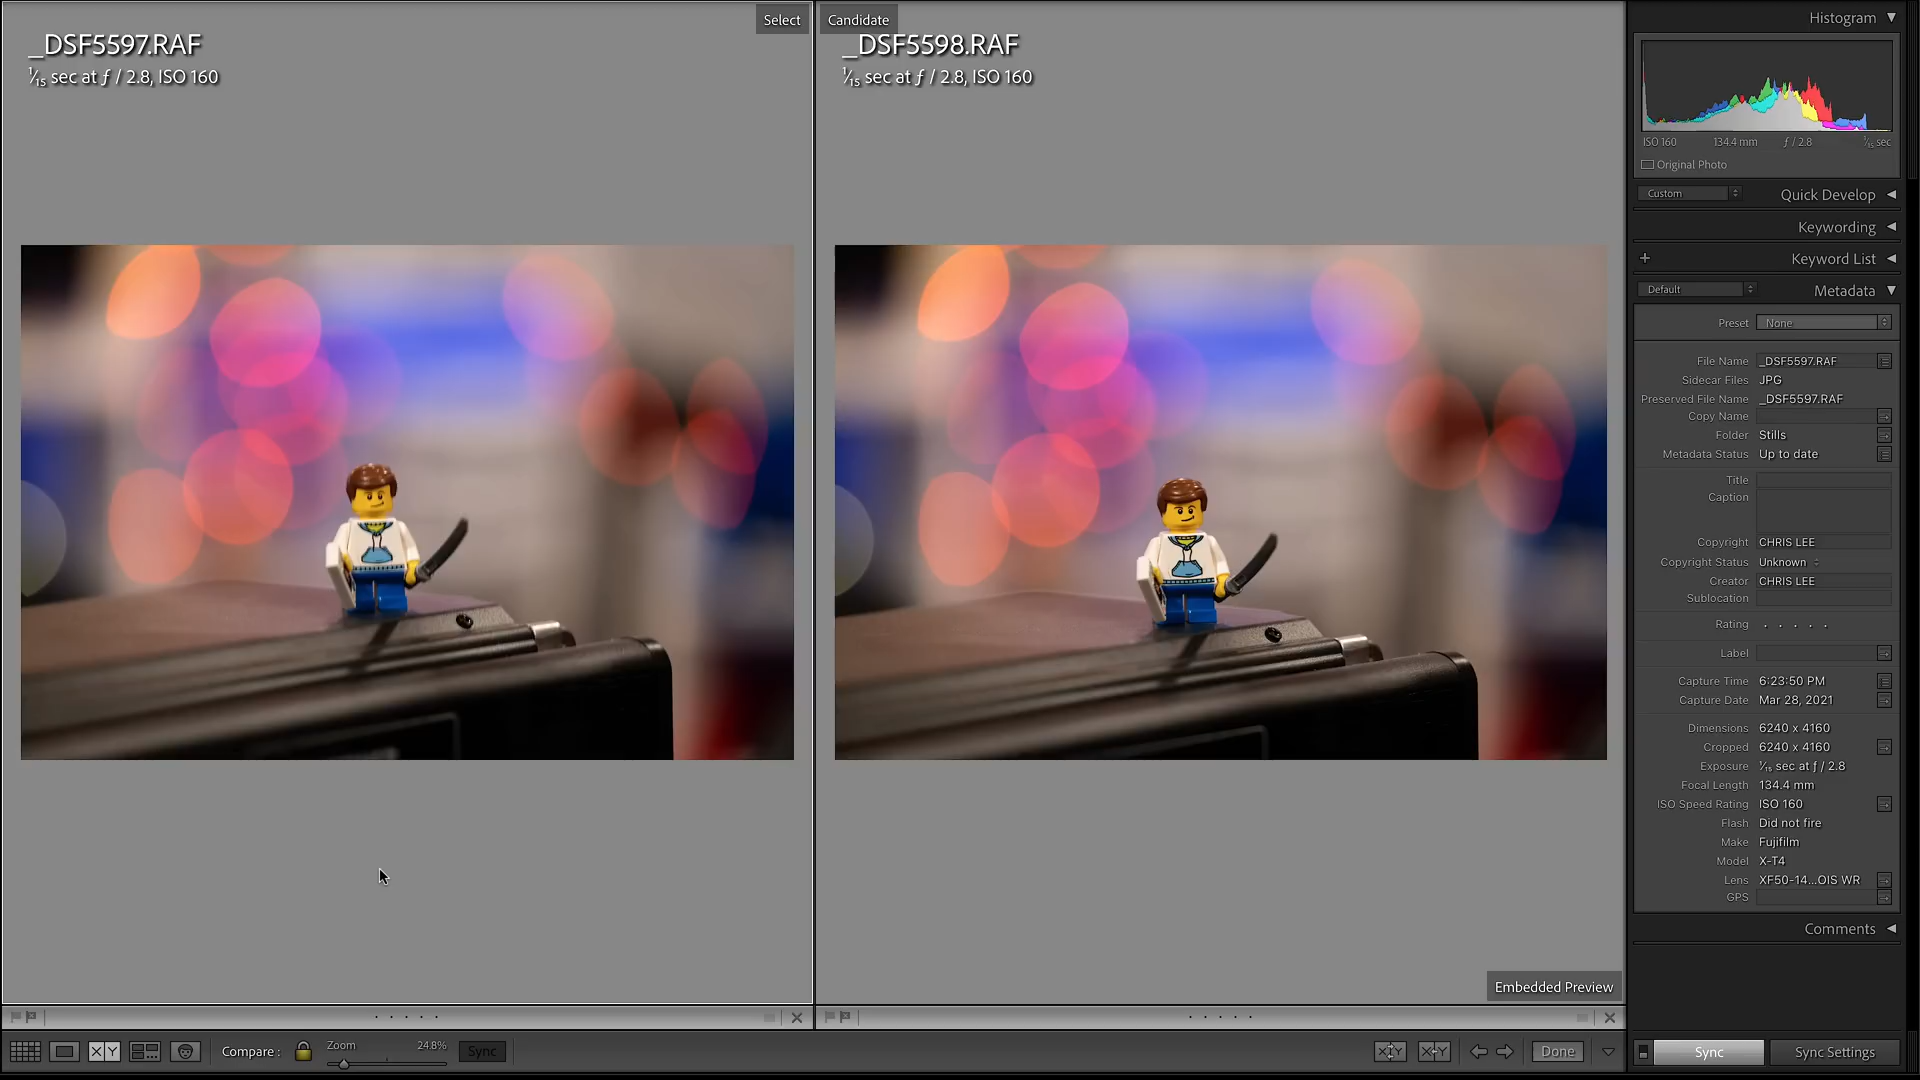 Select
_DSF5597.RAF
1/15 sec at ƒ / 2.8, ISO 160
Candidate
_DSF5598.RAF
1/15 sec at ƒ / 2.8, ISO 160
Embedded Preview
Histogram
ISO 160 134.4 mm ƒ / 2.8 1/15 sec
Original Photo
Custom Quick Develop
Keywording
+ Keyword List
Default Metadata
Preset None
File Name _DSF5597.RAF
Sidecar Files JPG
Preserved File Name _DSF5597.RAF
Copy Name
Folder Stills
Metadata Status Up to date
Title
Caption
Copyright CHRIS LEE
Copyright Status Unknown
Creator CHRIS LEE
Sublocation
Rating . . . . .
Label
Capture Time 6:23:50 PM
Capture Date Mar 28, 2021
Dimensions 6240 x 4160
Cropped 6240 x 4160
Exposure 1/15 sec at ƒ / 2.8
Focal Length 134.4 mm
ISO Speed Rating ISO 160
Flash Did not fire
Make Fujifilm
Model X-T4
Lens XF50-14...OIS WR
GPS
Comments
XY Compare : Zoom 24.8% Sync
XY XY Done
Sync Sync Settings